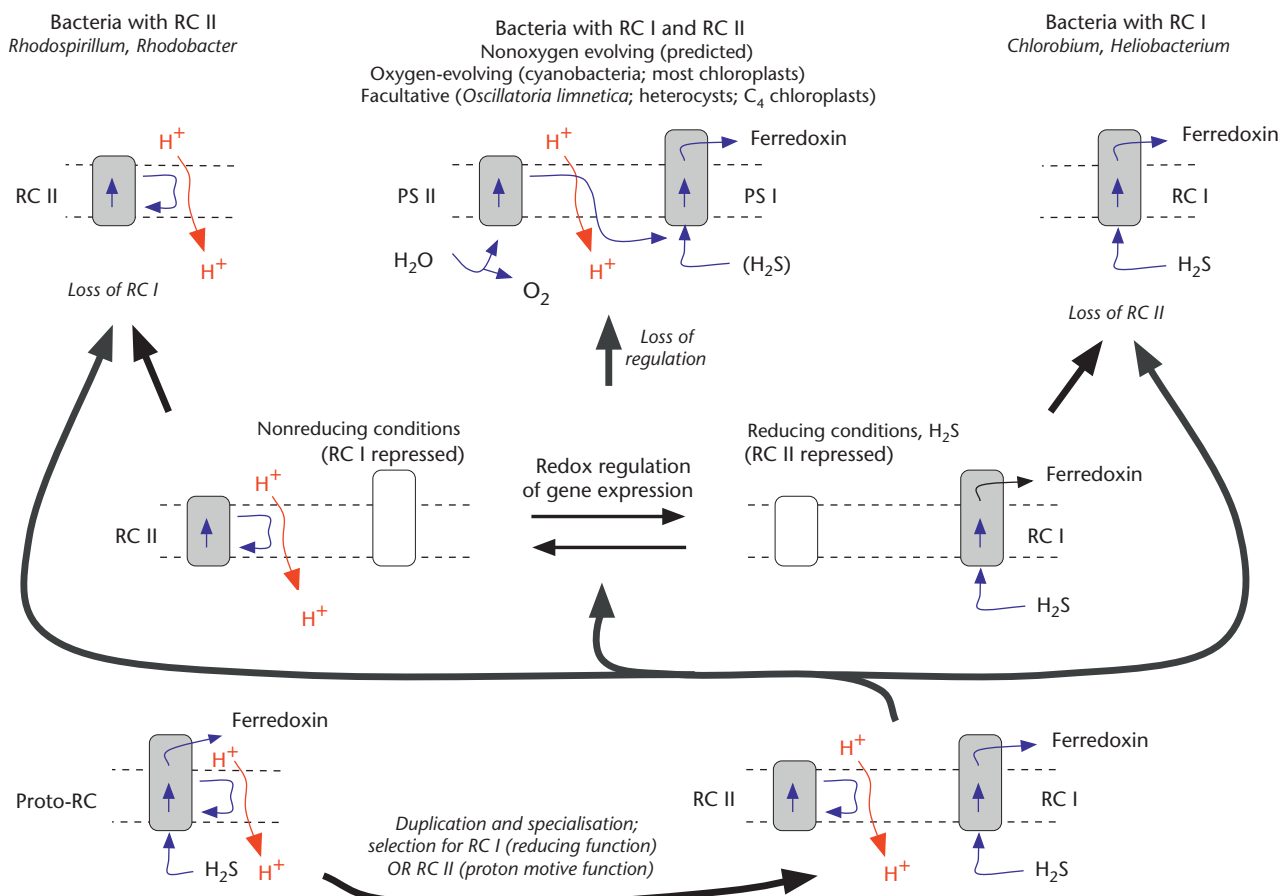 Bacteria with RC II
Rhodospirillum, Rhodobacter
H+
RC II
H+
Loss of RC I
Bacteria with RC I and RC II
Nonoxygen evolving (predicted)
Oxygen-evolving (cyanobacteria; most chloroplasts)
Facultative (Oscillatoria limnetica; heterocysts; C4 chloroplasts)
H+
Ferredoxin
PS II
PS I
H2O
O2
H+
(H2S)
Loss of
regulation
Bacteria with RC I
Chlorobium, Heliobacterium
Ferredoxin
RC I
H2S
Loss of RC II
Nonreducing conditions
(RC I repressed)
H+
RC II
H+
Redox regulation
of gene expression
Reducing conditions, H2S
(RC II repressed)
Ferredoxin
RC I
H2S
Ferredoxin
H+
Proto-RC
H2S
H+
Duplication and specialisation;
selection for RC I (reducing function)
OR RC II (proton motive function)
H+
Ferredoxin
RC II
RC I
H+
H2S